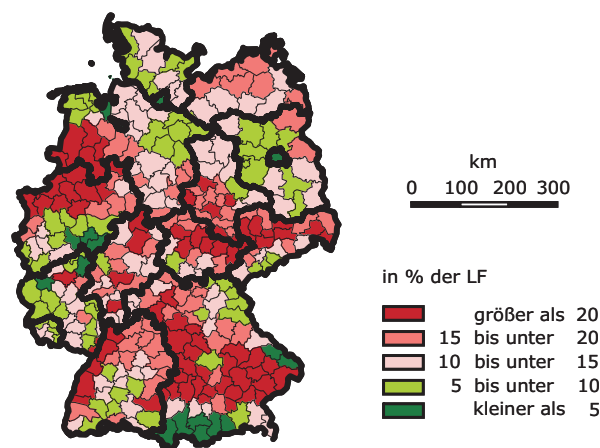 km
0 100 200 300
in % der LF
größer als 20
15 bis unter 20
10 bis unter 15
5 bis unter 10
kleiner als 5